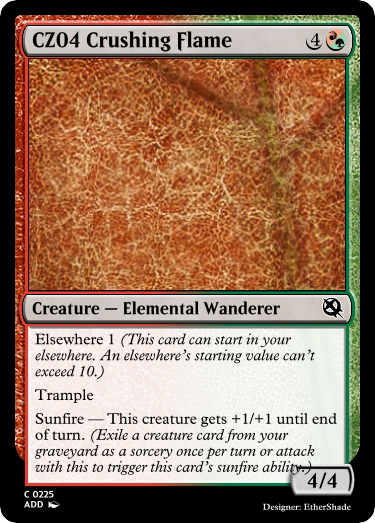 CZ04 Crushing Flame 4
Creature — Elemental Wanderer
Elsewhere 1 (This card can start in your
elsewhere. An elsewhere's starting value can't
exceed 10.)
Trample
Sunfire — This creature gets +1/+1 until end
of turn. (Exile a creature card from your
graveyard as a sorcery once per turn or attack
with this to trigger this card's sunfire ability.)
4/4
C 0225
ADD
Designer: EtherShade